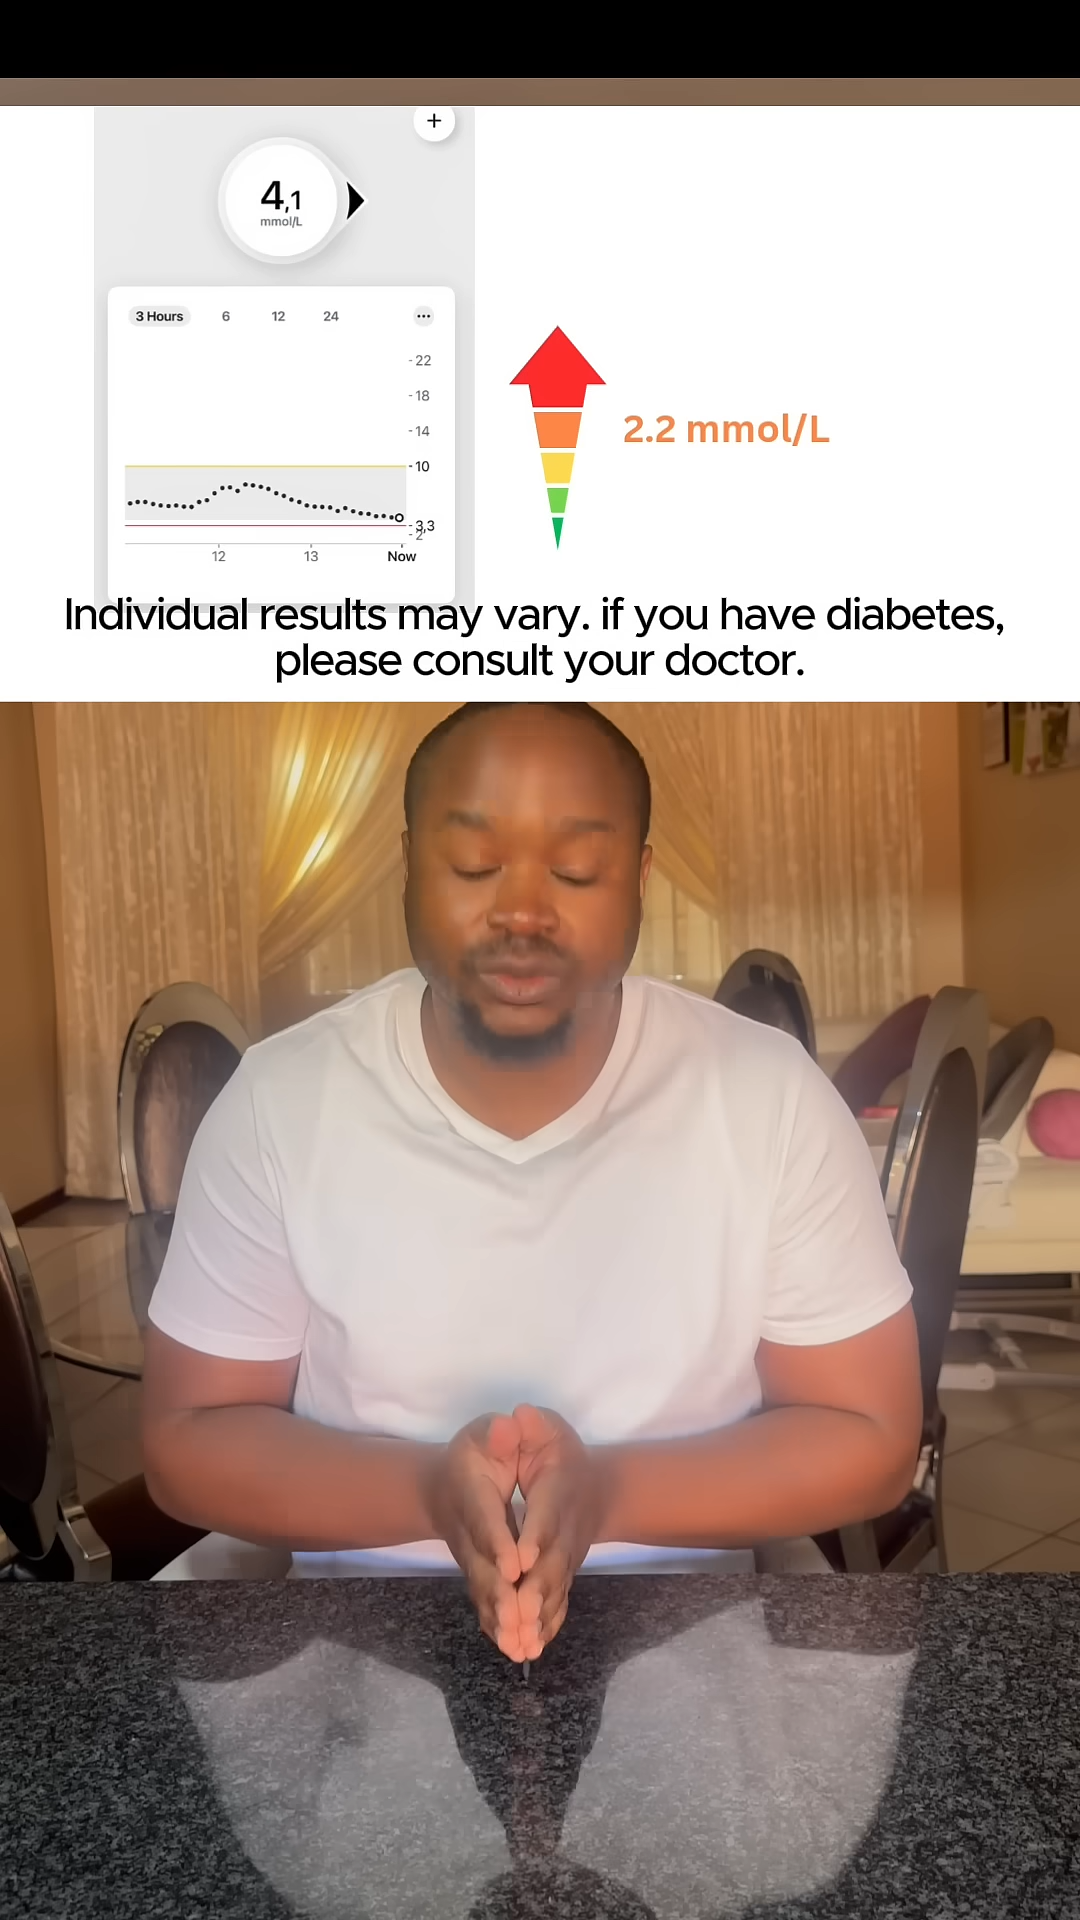 +
4,1
mmol/L
3 Hours 6 12 24
22
18
14
10
3,3
2
12 13 Now
2.2 mmol/L
Individual results may vary. if you have diabetes,
please consult your doctor.